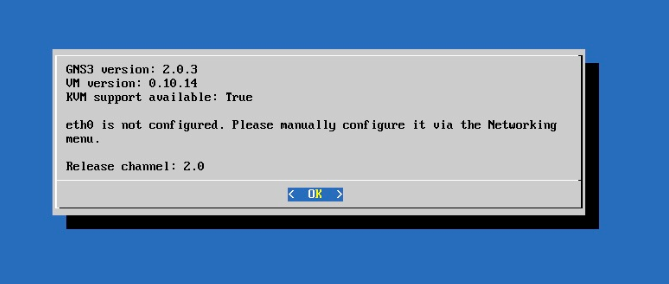 GNS3 version: 2.0.3
VM version: 0.10.14
KVM support available: True
eth0 is not configured. Please manually configure it via the Networking
menu.
Release channel: 2.0
< OK >